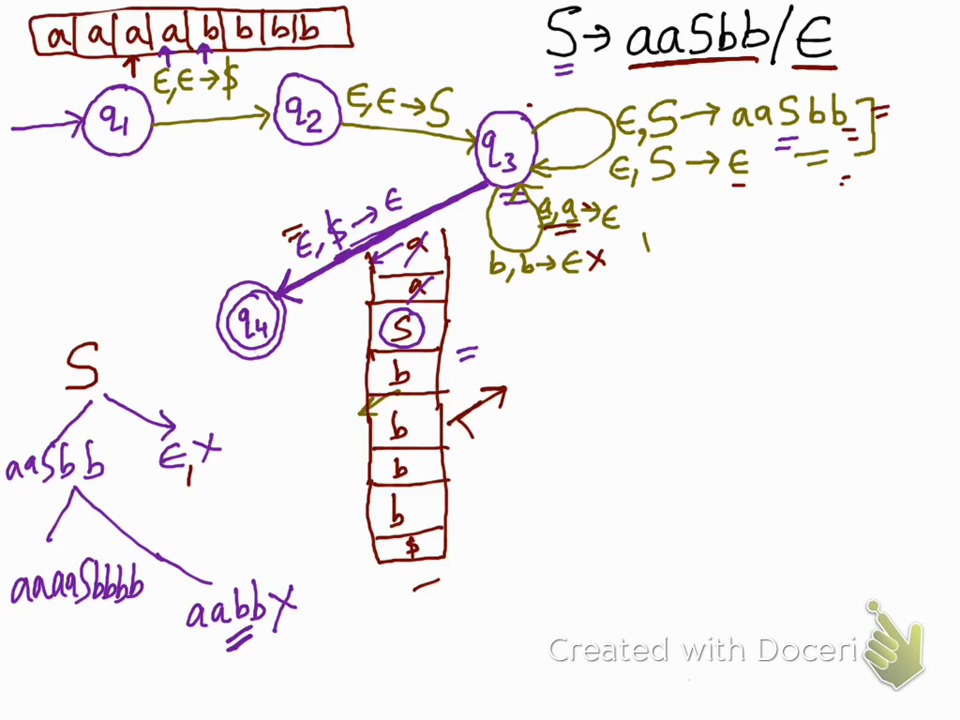 a a a a b b b b
S → aaSbb / ϵ
ϵ, ϵ → $
q1
q2
ϵ, ϵ → S
q3
ϵ, S → aaSbb
ϵ, S → ϵ
a, a → ϵ
b, b → ϵ x
ϵ, $ → ϵ
q4
a
a
S
b
b
b
b
$
S
aaSbb
ϵ, x
aaaaSbbbb
aabb x
Created with Doceri